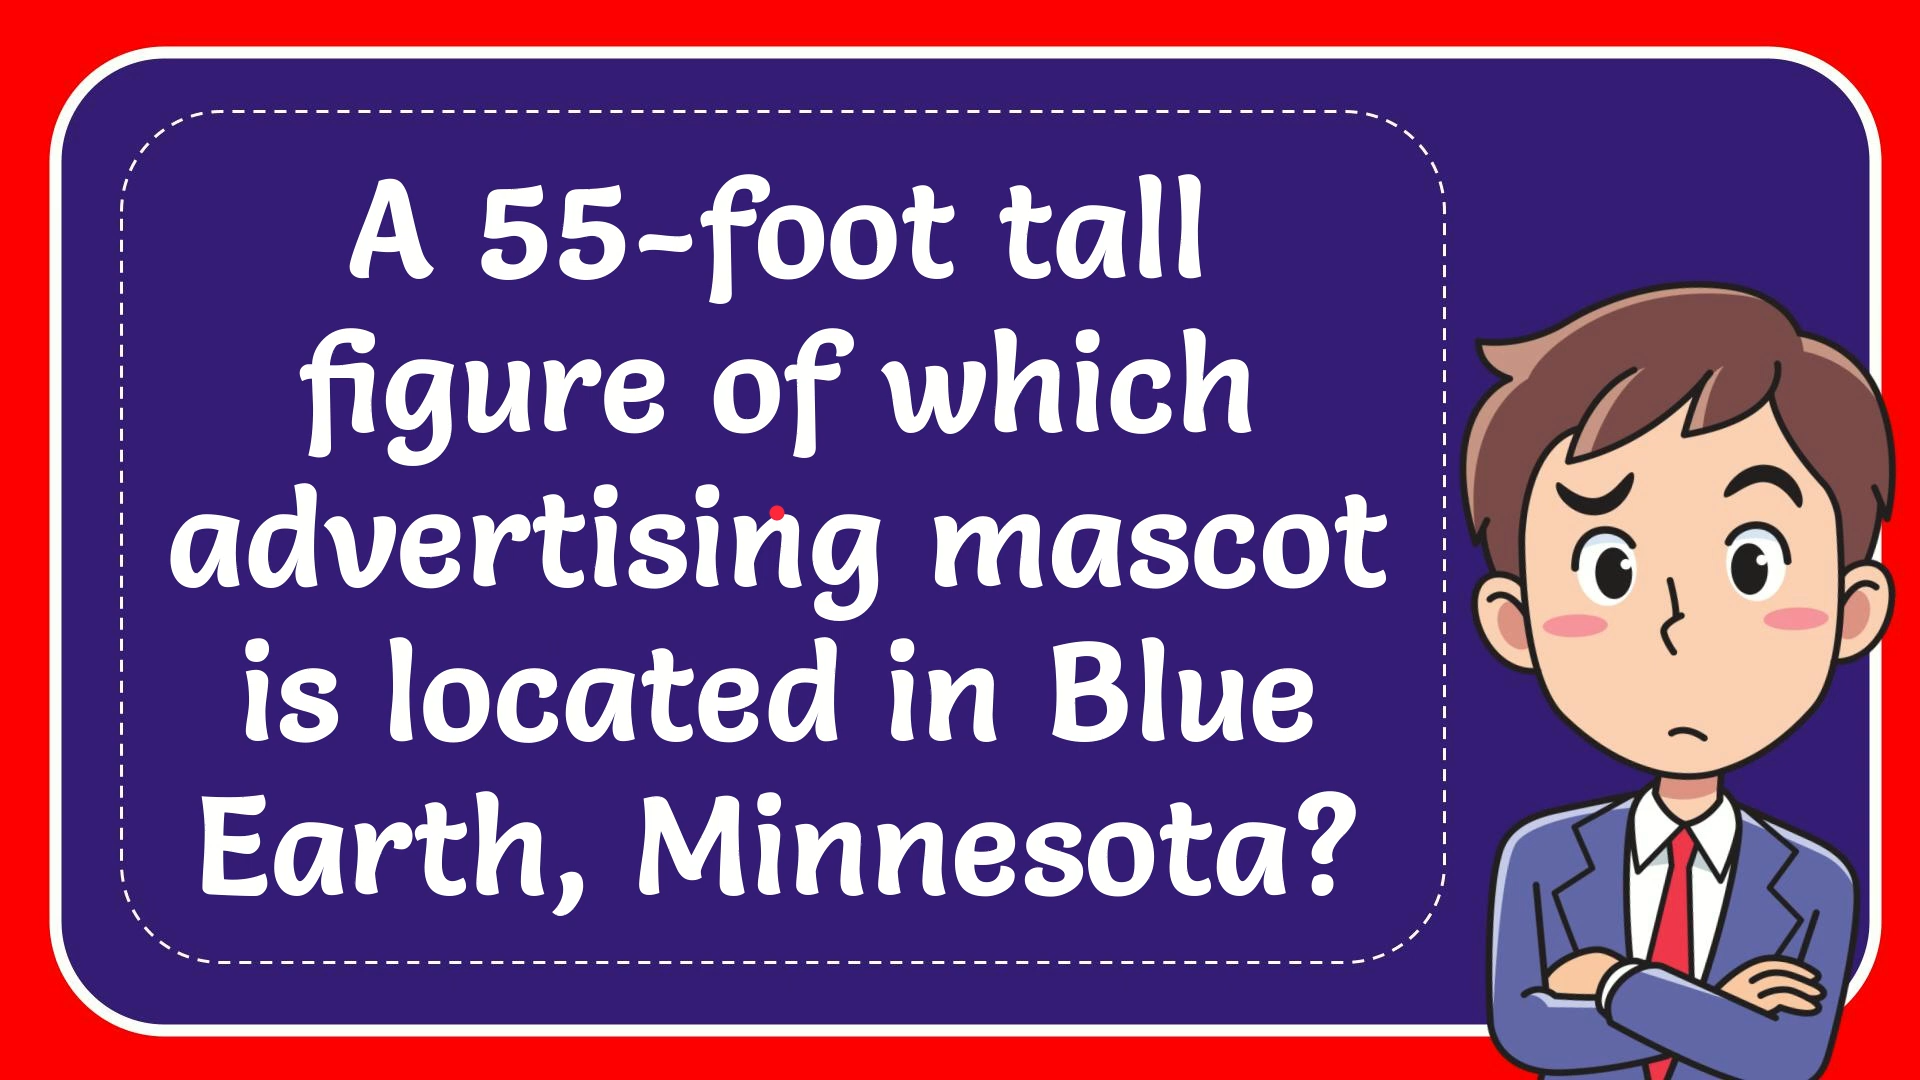 A 55-foot tall
figure of which
advertising mascot
is located in Blue
Earth, Minnesota?